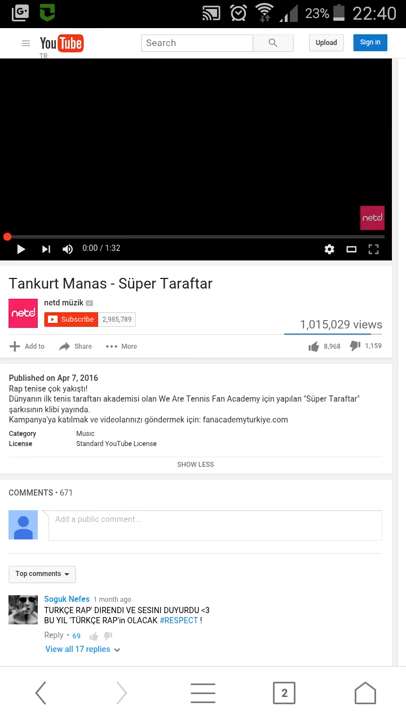 23% 22:40
YouTube
TR
Search
Upload
Sign in
netd
0:00 / 1:32
Tankurt Manas - Süper Taraftar
netd
netd müzik
Subscribe 2,985,789
1,015,029 views
Add to Share More
8,968 1,159
Published on Apr 7, 2016
Rap tenise çok yakıştı!
Dünyanın ilk tenis taraftarı akademisi olan We Are Tennis Fan Academy için yapılan "Süper Taraftar"
şarkısının klibi yayında.
Kampanya'ya katılmak ve videolarınızı göndermek için: fanacademyturkiye.com
Category Music
License Standard YouTube License
SHOW LESS
COMMENTS • 671
Add a public comment...
Top comments
Soguk Nefes 1 month ago
TURKÇE RAP' DIRENDI VE SESINI DUYURDU <3
BU YIL 'TÜRKÇE RAP'in OLACAK #RESPECT !
Reply • 69
View all 17 replies
2